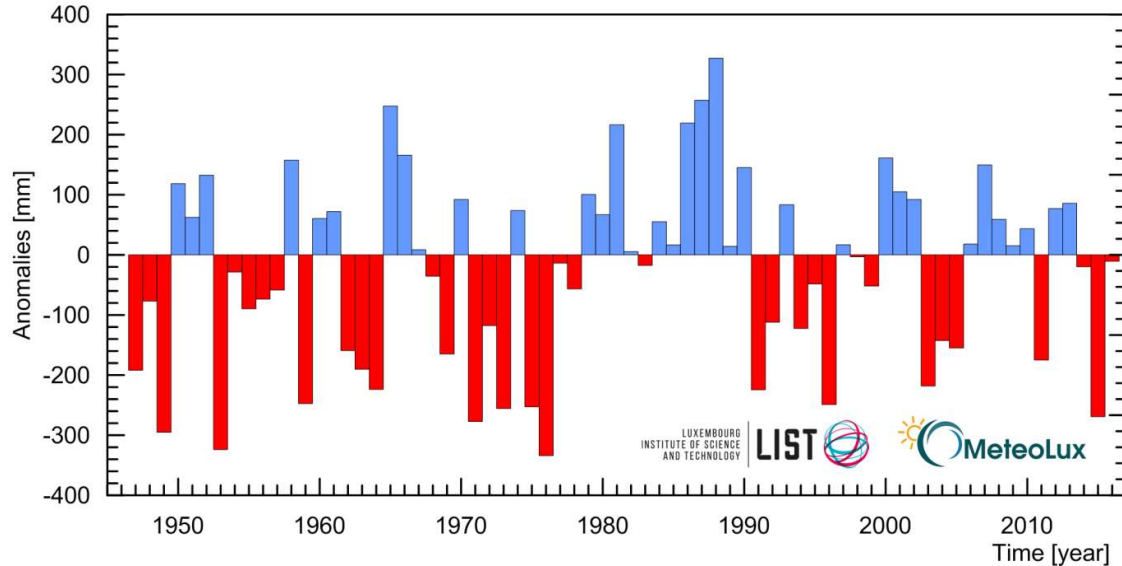 400
300
200
100
0
-100
-200
-300
-400
Anomalies [mm]
LUXEMBOURG
INSTITUTE OF SCIENCE
AND TECHNOLOGY
LIST
MeteoLux
1950 1960 1970 1980 1990 2000 2010
Time [year]